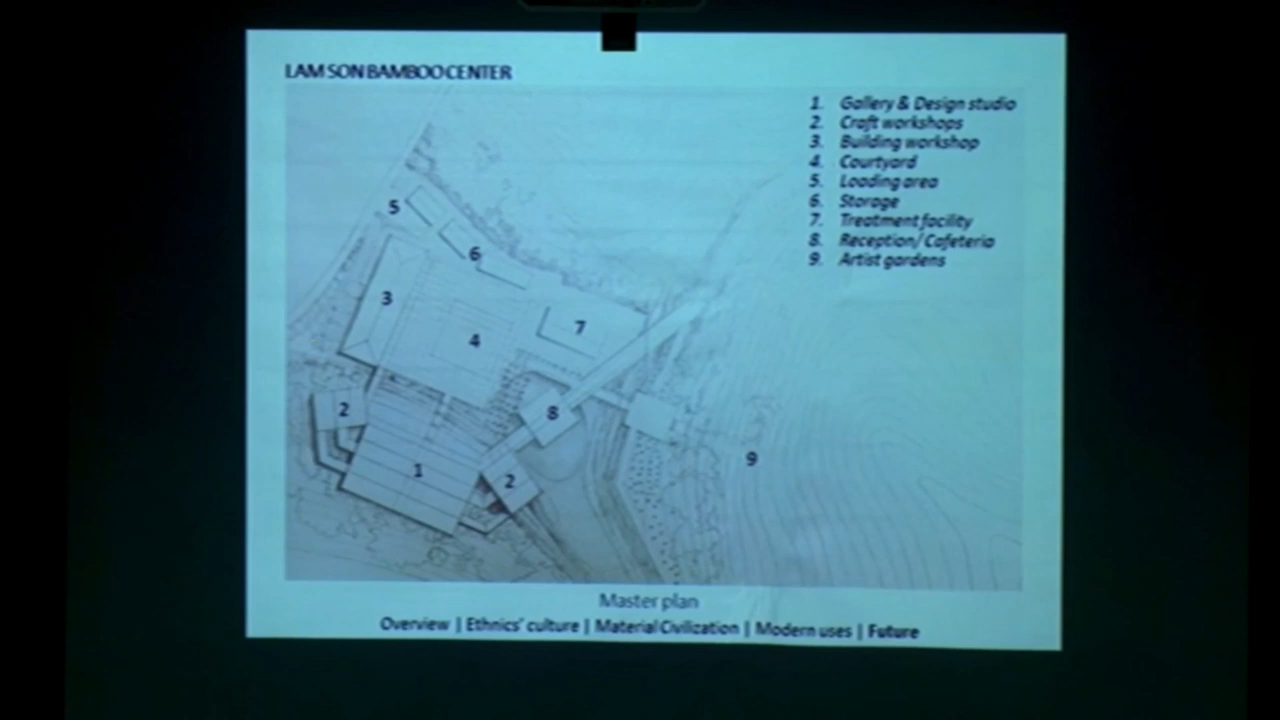 LAM SON BAMBOO CENTER
1. Gallery & Design studio
2. Craft workshops
3. Building workshop
4. Courtyard
5. Loading area
6. Storage
7. Treatment facility
8. Reception/ Cafeteria
9. Artist gardens
5
6
3
7
4
2
8
1
2
9
Master plan
Overview | Ethnics' culture | Material Civilization | Modern uses | Future